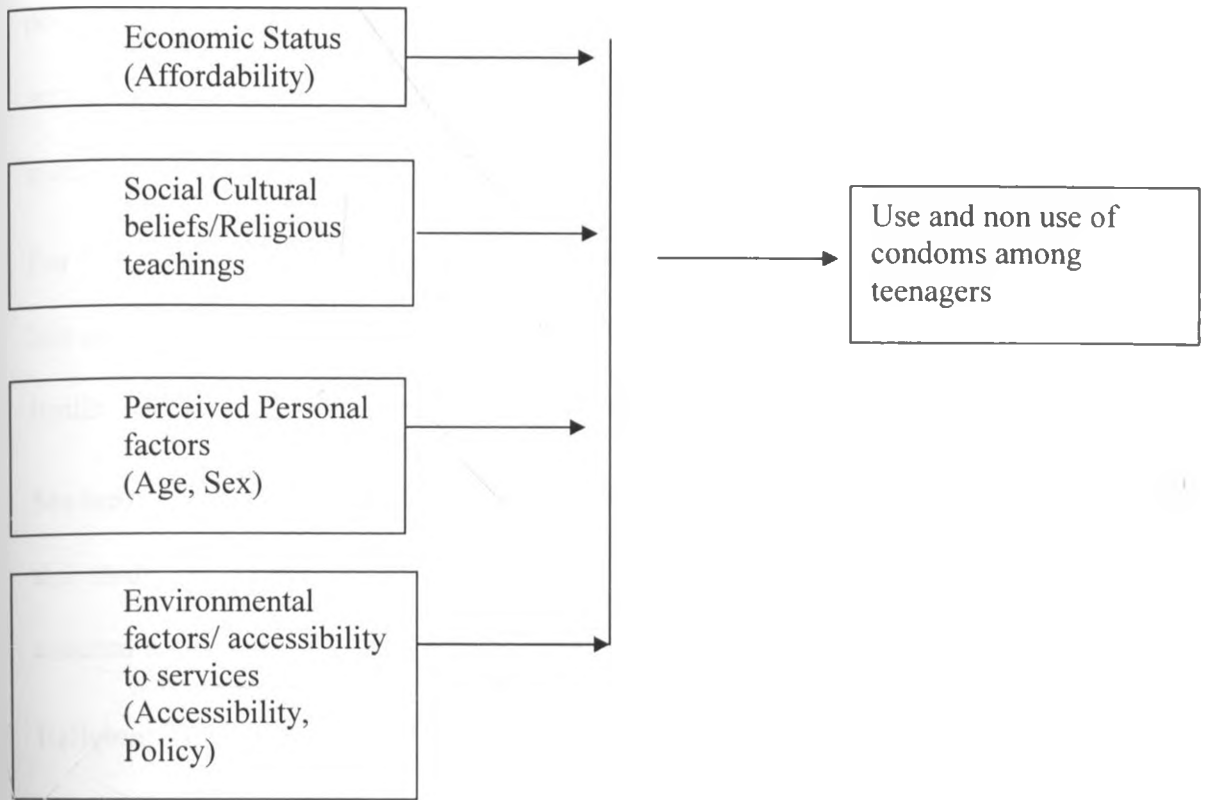 Economic Status
(Affordability)
Social Cultural
beliefs/Religious
teachings
Use and non use of
condoms among
teenagers
Perceived Personal
factors
(Age, Sex)
Environmental
factors/ accessibility
to services
(Accessibility,
Policy)